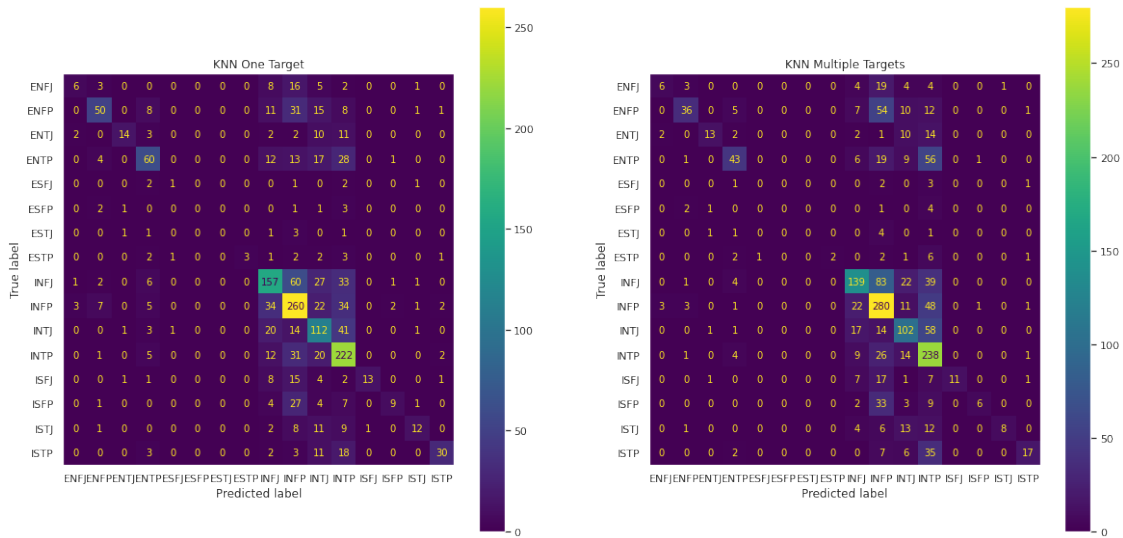 KNN One Target
ENFJ 6 3 0 0 0 0 0 0 8 16 5 2 0 0 1 0
ENFP 0 50 0 8 0 0 0 0 11 31 15 8 0 0 1 1
ENTJ 2 0 14 3 0 0 0 0 2 2 10 11 0 0 0 0
ENTP 0 4 0 60 0 0 0 0 12 13 17 28 0 1 0 0
ESFJ 0 0 0 2 1 0 0 0 0 1 0 2 0 0 1 0
ESFP 0 2 1 0 0 0 0 0 0 1 1 3 0 0 0 0
ESTJ 0 0 1 1 0 0 0 0 1 3 0 1 0 0 0 0
ESTP 0 0 0 2 1 0 0 3 1 2 2 3 0 0 1 0
INFJ 1 2 0 6 0 0 0 0 157 60 27 33 0 1 1 0
INFP 3 7 0 5 0 0 0 0 34 260 22 34 0 2 1 2
INTJ 0 0 1 3 1 0 0 0 20 14 112 41 0 0 1 0
INTP 0 1 0 5 0 0 0 0 12 31 20 222 0 0 0 2
ISFJ 0 0 1 1 0 0 0 0 8 15 4 2 13 0 0 1
ISFP 0 1 0 0 0 0 0 0 4 27 4 7 0 9 0 1
ISTJ 0 1 0 0 0 0 0 0 2 8 11 9 1 0 12 0
ISTP 0 0 0 3 0 0 0 0 2 3 11 18 0 0 0 30
ENFJ ENFP ENTJ ENTP ESFJ ESFP ESTJ ESTP INFJ INFP INTJ INTP ISFJ ISFP ISTJ ISTP
Predicted label
True label
250
200
150
100
50
0
KNN Multiple Targets
ENFJ 6 3 0 0 0 0 0 0 4 19 4 4 0 0 1 0
ENFP 0 36 0 5 0 0 0 0 7 54 10 12 0 0 0 1
ENTJ 2 0 13 2 0 0 0 0 2 1 10 14 0 0 0 0
ENTP 0 1 0 43 0 0 0 0 6 19 9 56 0 1 0 0
ESFJ 0 0 0 1 0 0 0 0 0 2 0 3 0 0 0 1
ESFP 0 2 1 0 0 0 0 0 0 1 0 4 0 0 0 0
ESTJ 0 0 1 1 0 0 0 0 0 4 0 1 0 0 0 0
ESTP 0 0 0 2 1 0 0 2 0 2 1 6 0 0 0 1
INFJ 0 1 0 4 0 0 0 0 139 83 22 39 0 0 0 0
INFP 3 3 0 1 0 0 0 0 22 280 11 48 0 1 0 1
INTJ 0 0 1 1 0 0 0 0 17 14 102 58 0 0 0 0
INTP 0 1 0 4 0 0 0 0 9 26 14 238 0 0 0 1
ISFJ 0 0 1 0 0 0 0 0 7 17 1 7 11 0 0 1
ISFP 0 0 0 0 0 0 0 0 2 33 3 9 0 6 0 0
ISTJ 0 1 0 0 0 0 0 0 4 6 13 12 0 0 8 0
ISTP 0 0 0 2 0 0 0 0 0 7 6 35 0 0 0 17
ENFJ ENFP ENTJ ENTP ESFJ ESFP ESTJ ESTP INFJ INFP INTJ INTP ISFJ ISFP ISTJ ISTP
Predicted label
True label
250
200
150
100
50
0